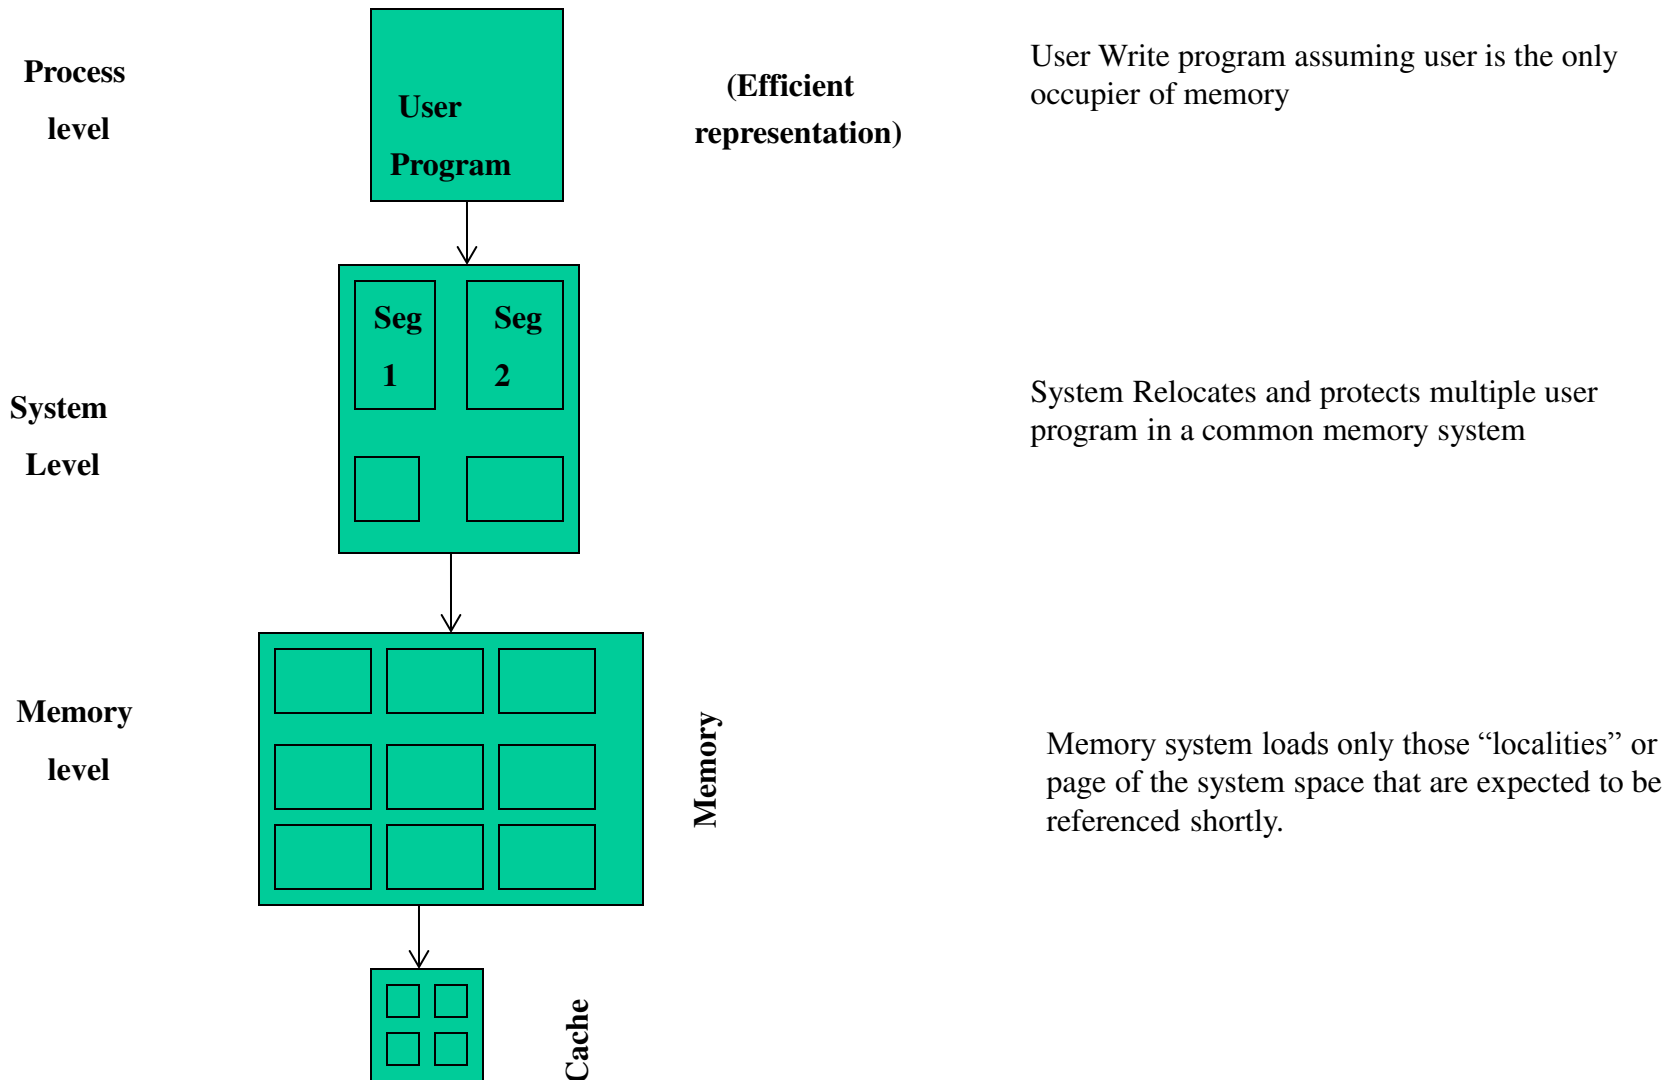 Process
level
User
Program
(Efficient
representation)
User Write program assuming user is the only
occupier of memory
Seg
1
Seg
2
System
Level
System Relocates and protects multiple user
program in a common memory system
Memory
level
Memory
Memory system loads only those “localities” or
page of the system space that are expected to be
referenced shortly.
Cache